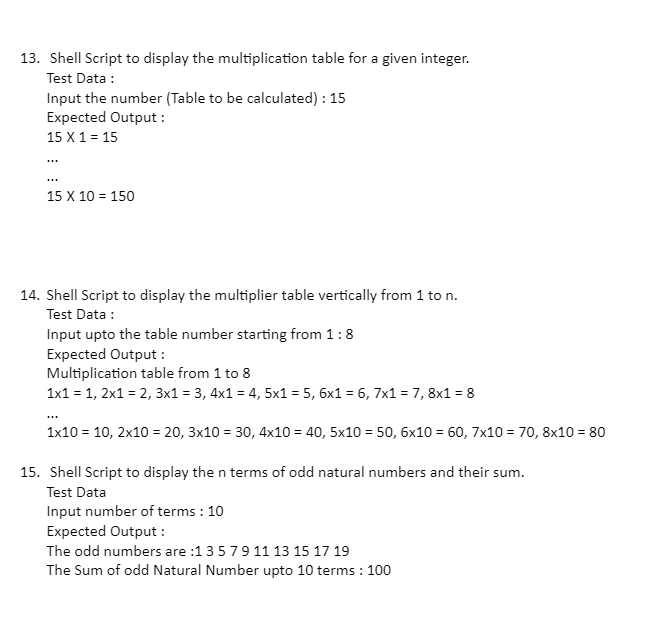 13. Shell Script to display the multiplication table for a given integer.
Test Data :
Input the number (Table to be calculated) : 15
Expected Output :
15 X 1 = 15
...
...
15 X 10 = 150
14. Shell Script to display the multiplier table vertically from 1 to n.
Test Data :
Input upto the table number starting from 1 : 8
Expected Output :
Multiplication table from 1 to 8
1x1 = 1, 2x1 = 2, 3x1 = 3, 4x1 = 4, 5x1 = 5, 6x1 = 6, 7x1 = 7, 8x1 = 8
...
1x10 = 10, 2x10 = 20, 3x10 = 30, 4x10 = 40, 5x10 = 50, 6x10 = 60, 7x10 = 70, 8x10 = 80
15. Shell Script to display the n terms of odd natural numbers and their sum.
Test Data
Input number of terms : 10
Expected Output :
The odd numbers are :1 3 5 7 9 11 13 15 17 19
The Sum of odd Natural Number upto 10 terms : 100